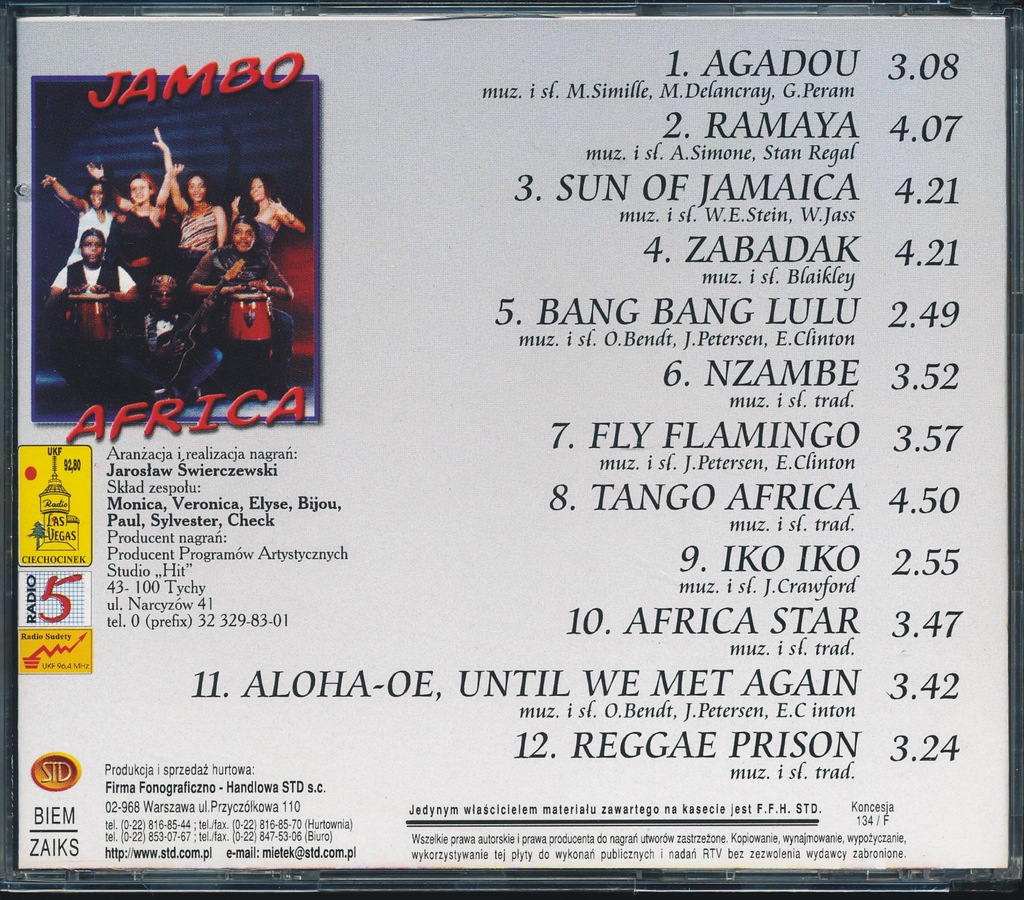 JAMBO
AFRICA
1. AGADOU 3.08
muz. i sł. M.Simille, M.Delancray, G.Peram
2. RAMAYA 4.07
muz. i sł. A.Simone, Stan Regal
3. SUN OF JAMAICA 4.21
muz. i sł. W.E.Stein, W.Jass
4. ZABADAK 4.21
muz. i sł. Blaikley
5. BANG BANG LULU 2.49
muz. i sł. O.Bendt, J.Petersen, E.Clinton
6. NZAMBE 3.52
muz. i sł. trad.
7. FLY FLAMINGO 3.57
muz. i sł. J.Petersen, E.Clinton
8. TANGO AFRICA 4.50
muz. i sł. trad.
9. IKO IKO 2.55
muz. i sł. J.Crawford
10. AFRICA STAR 3.47
muz. i sł. trad.
11. ALOHA-OE, UNTIL WE MET AGAIN 3.42
muz. i sł. O.Bendt, J.Petersen, E.C inton
12. REGGAE PRISON 3.24
muz. i sł. trad.
UKF
92,80
Radio
LAS
VEGAS
CIECHOCINEK
RADIO 5
Radio Sudety
UKF 96,4 MHz
Aranżacja i realizacja nagrań:
Jarosław Świerczewski
Skład zespołu:
Monica, Veronica, Elyse, Bijou,
Paul, Sylvester, Check
Producent nagrań:
Producent Programów Artystycznych
Studio „Hit”
43- 100 Tychy
ul. Narcyzów 41
tel. 0 (prefix) 32 329-83-01
STD
BIEM
ZAIKS
Produkcja i sprzedaż hurtowa:
Firma Fonograficzno - Handlowa STD s.c.
02-968 Warszawa ul.Przyczółkowa 110
tel. (0-22) 816-85-44 ; tel./fax. (0-22) 816-85-70 (Hurtownia)
tel. (0-22) 853-07-67 ; tel./fax. (0-22) 847-53-06 (Biuro)
http://www.std.com.pl e-mail: mietek@std.com.pl
Jedynym właścicielem materiału zawartego na kasecie jest F.F.H. STD.
Koncesja
134 / F
Wszelkie prawa autorskie i prawa producenta do nagrań utworów zastrzeżone. Kopiowanie, wynajmowanie, wypożyczanie,
wykorzystywanie tej płyty do wykonań publicznych i nadań RTV bez zezwolenia wydawcy zabronione.